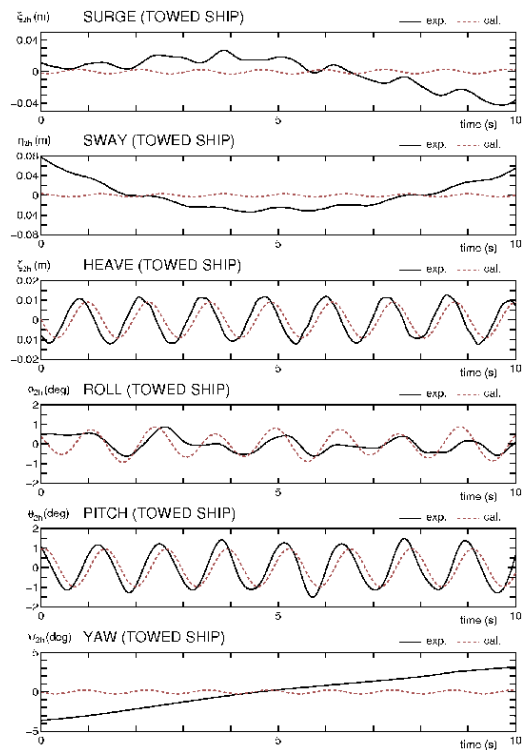 ξ₂ₕ (m) SURGE (TOWED SHIP)
exp. cal.
0.04
0
−0.04
0 5 10
time (s)
η₂ₕ (m) SWAY (TOWED SHIP)
exp. cal.
0.08
0.04
0
−0.04
−0.08
0 5 10
time (s)
ζ₂ₕ (m) HEAVE (TOWED SHIP)
exp. cal.
0.02
0.01
0
−0.01
−0.02
0 5 10
time (s)
ROLL (TOWED SHIP)
(deg)
exp. cal.
2
1
0
−1
−2
0 5 10
time (s)
θ₂ₕ (deg) PITCH (TOWED SHIP)
exp. cal.
2
1
0
−1
−2
0 5 10
time (s)
(deg) YAW (TOWED SHIP)
exp. cal.
5
0
−5
0 5 10
time (s)